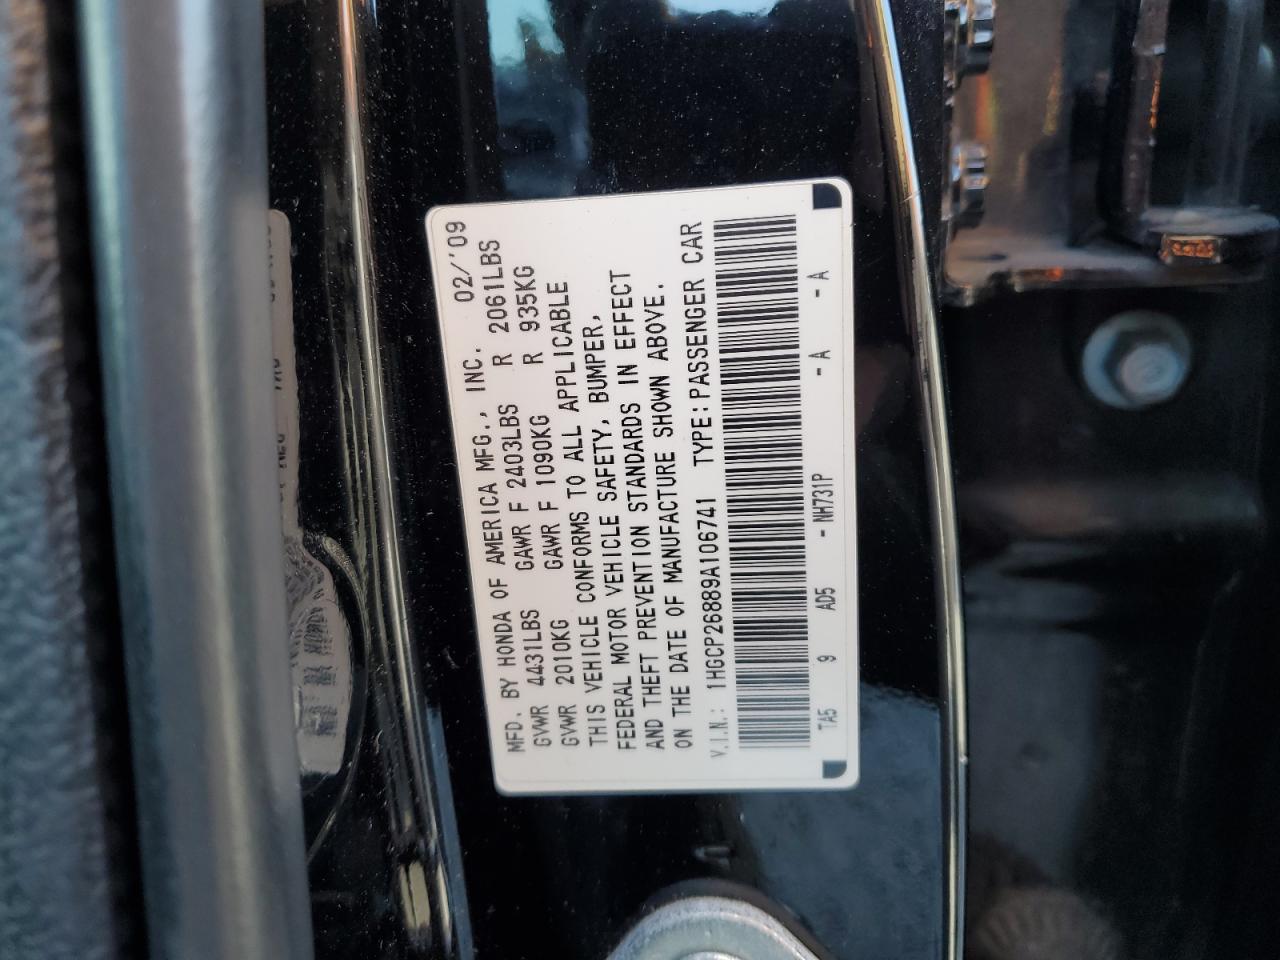 MFD. BY HONDA OF AMERICA MFG., INC. 02/'09
GVWR 4431LBS GAWR F 2403LBS R 2061LBS
GVWR 2010KG GAWR F 1090KG R 935KG
THIS VEHICLE CONFORMS TO ALL APPLICABLE
FEDERAL MOTOR VEHICLE SAFETY, BUMPER,
AND THEFT PREVENTION STANDARDS IN EFFECT
ON THE DATE OF MANUFACTURE SHOWN ABOVE.
V.I.N.: 1HGCP26889A106741 TYPE:PASSENGER CAR
TA5 9 AD5 - NH731P - A - A